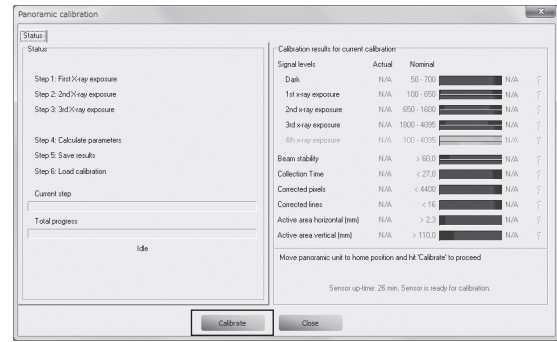 Panoramic calibration
Status
Status
Step 1: First X-ray exposure
Step 2: 2nd X-ray exposure
Step 3: 3rd X-ray exposure
Step 4: Calculate parameters
Step 5: Save results
Step 6: Load calibration
Current step
Total progress
Idle
Calibration results for current calibration
Signal levels Actual Nominal
Dark N/A 50 - 700 N/A ?
1st x-ray exposure N/A 100 - 650 N/A ?
2nd x-ray exposure N/A 650 - 1600 N/A ?
3rd x-ray exposure N/A 1800 - 4095 N/A ?
4th x-ray exposure N/A 100 - 4095 N/A ?
Beam stability N/A > 60,0 N/A ?
Collection Time N/A < 27,0 N/A ?
Corrected pixels N/A < 4400 N/A ?
Corrected lines N/A < 16 N/A ?
Active area horizontal (mm) N/A > 2,3 N/A ?
Active area vertical (mm) N/A > 110,0 N/A ?
Move panoramic unit to home position and hit 'Calibrate' to proceed
Sensor up-time: 26 min. Sensor is ready for calibration.
Calibrate
Close